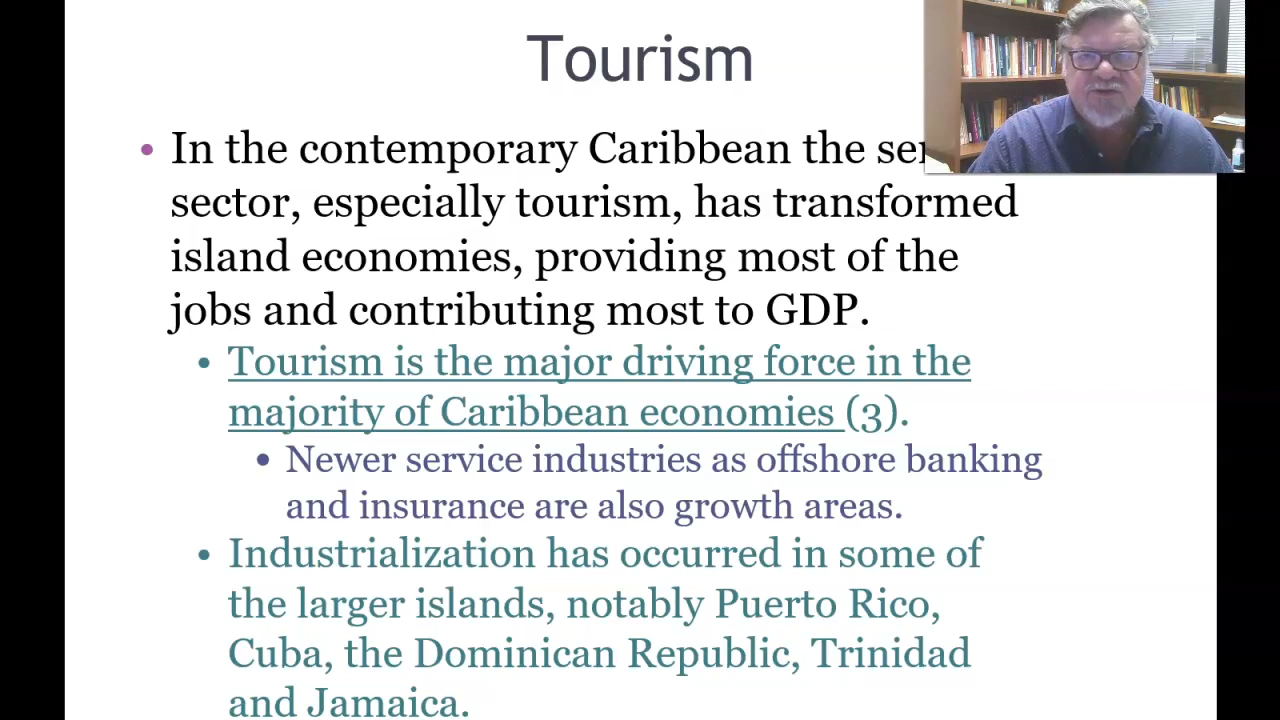 Tourism
• In the contemporary Caribbean the
sector, especially tourism, has transformed
island economies, providing most of the
jobs and contributing most to GDP.
• Tourism is the major driving force in the
majority of Caribbean economies (3).
• Newer service industries as offshore banking
and insurance are also growth areas.
• Industrialization has occurred in some of
the larger islands, notably Puerto Rico,
Cuba, the Dominican Republic, Trinidad
and Jamaica.